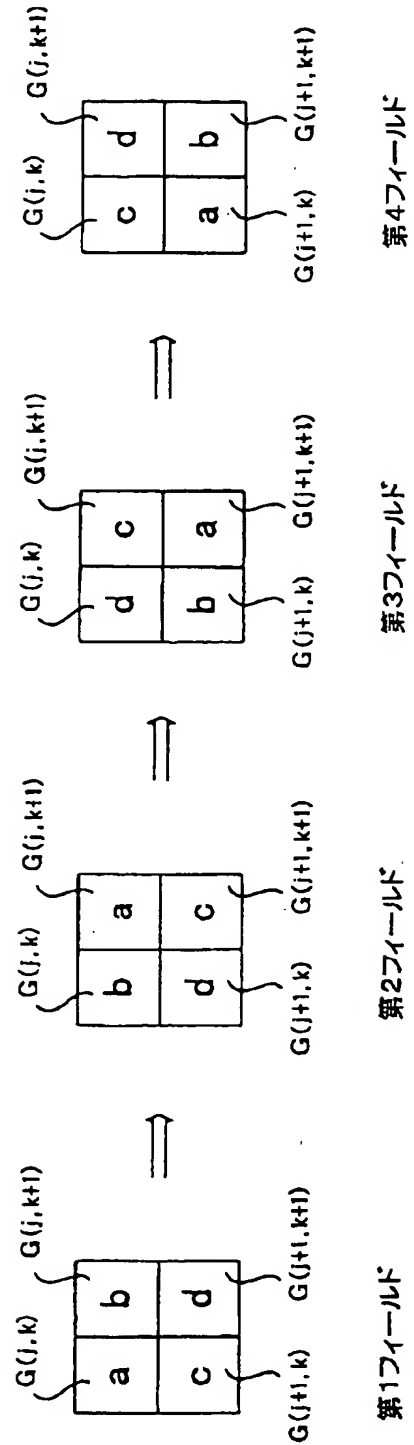 G(j,k) G(j,k+1)
a b
c d
G(j+1,k) G(j+1,k+1)
第1フィールド
G(j,k) G(j,k+1)
b a
d c
G(j+1,k) G(j+1,k+1)
第2フィールド
G(j,k) G(j,k+1)
d c
b a
G(j+1,k) G(j+1,k+1)
第3フィールド
G(j,k) G(j,k+1)
c d
a b
G(j+1,k) G(j+1,k+1)
第4フィールド